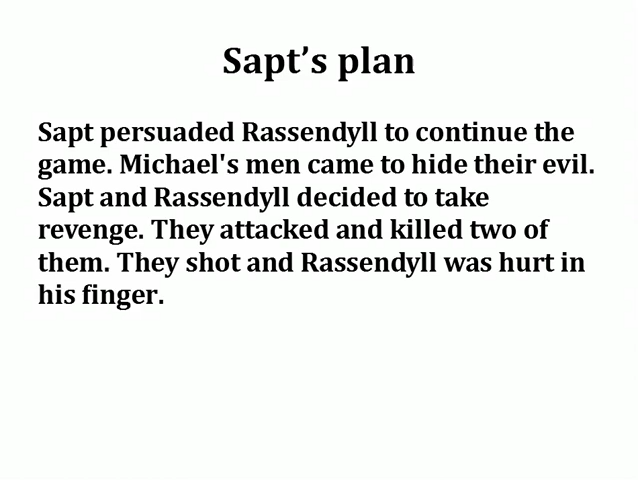 Sapt’s plan
Sapt persuaded Rassendyll to continue the
game. Michael's men came to hide their evil.
Sapt and Rassendyll decided to take
revenge. They attacked and killed two of
them. They shot and Rassendyll was hurt in
his finger.